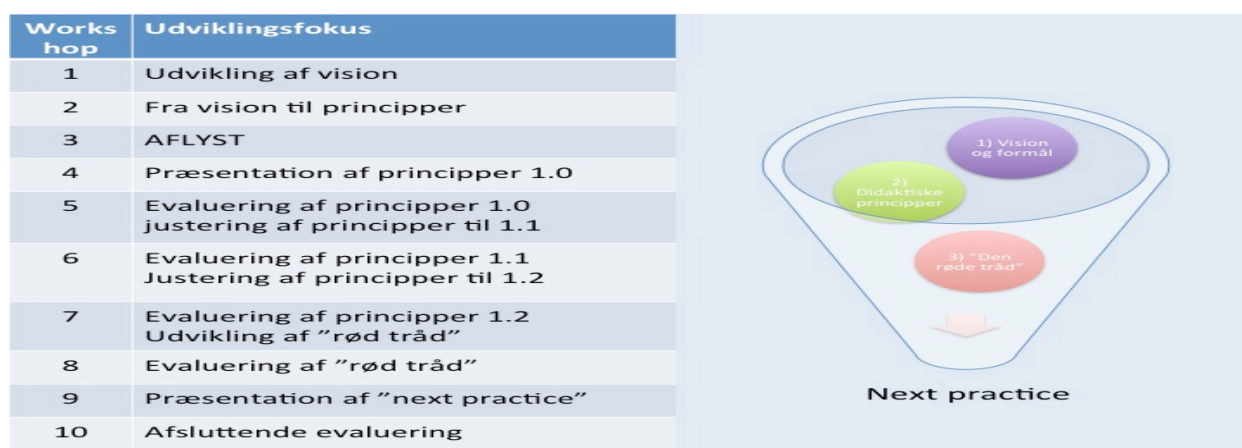 Works
hop
Udviklingsfokus
1 Udvikling af vision
2 Fra vision til principper
3 AFLYST
4 Præsentation af principper 1.0
5 Evaluering af principper 1.0
justering af principper til 1.1
6 Evaluering af principper 1.1
Justering af principper til 1.2
7 Evaluering af principper 1.2
Udvikling af ”rød tråd”
8 Evaluering af ”rød tråd”
9 Præsentation af ”next practice”
10 Afsluttende evaluering
1) Vision
og formål
2)
Didaktiske
principper
3) ”Den
røde tråd”
Next practice